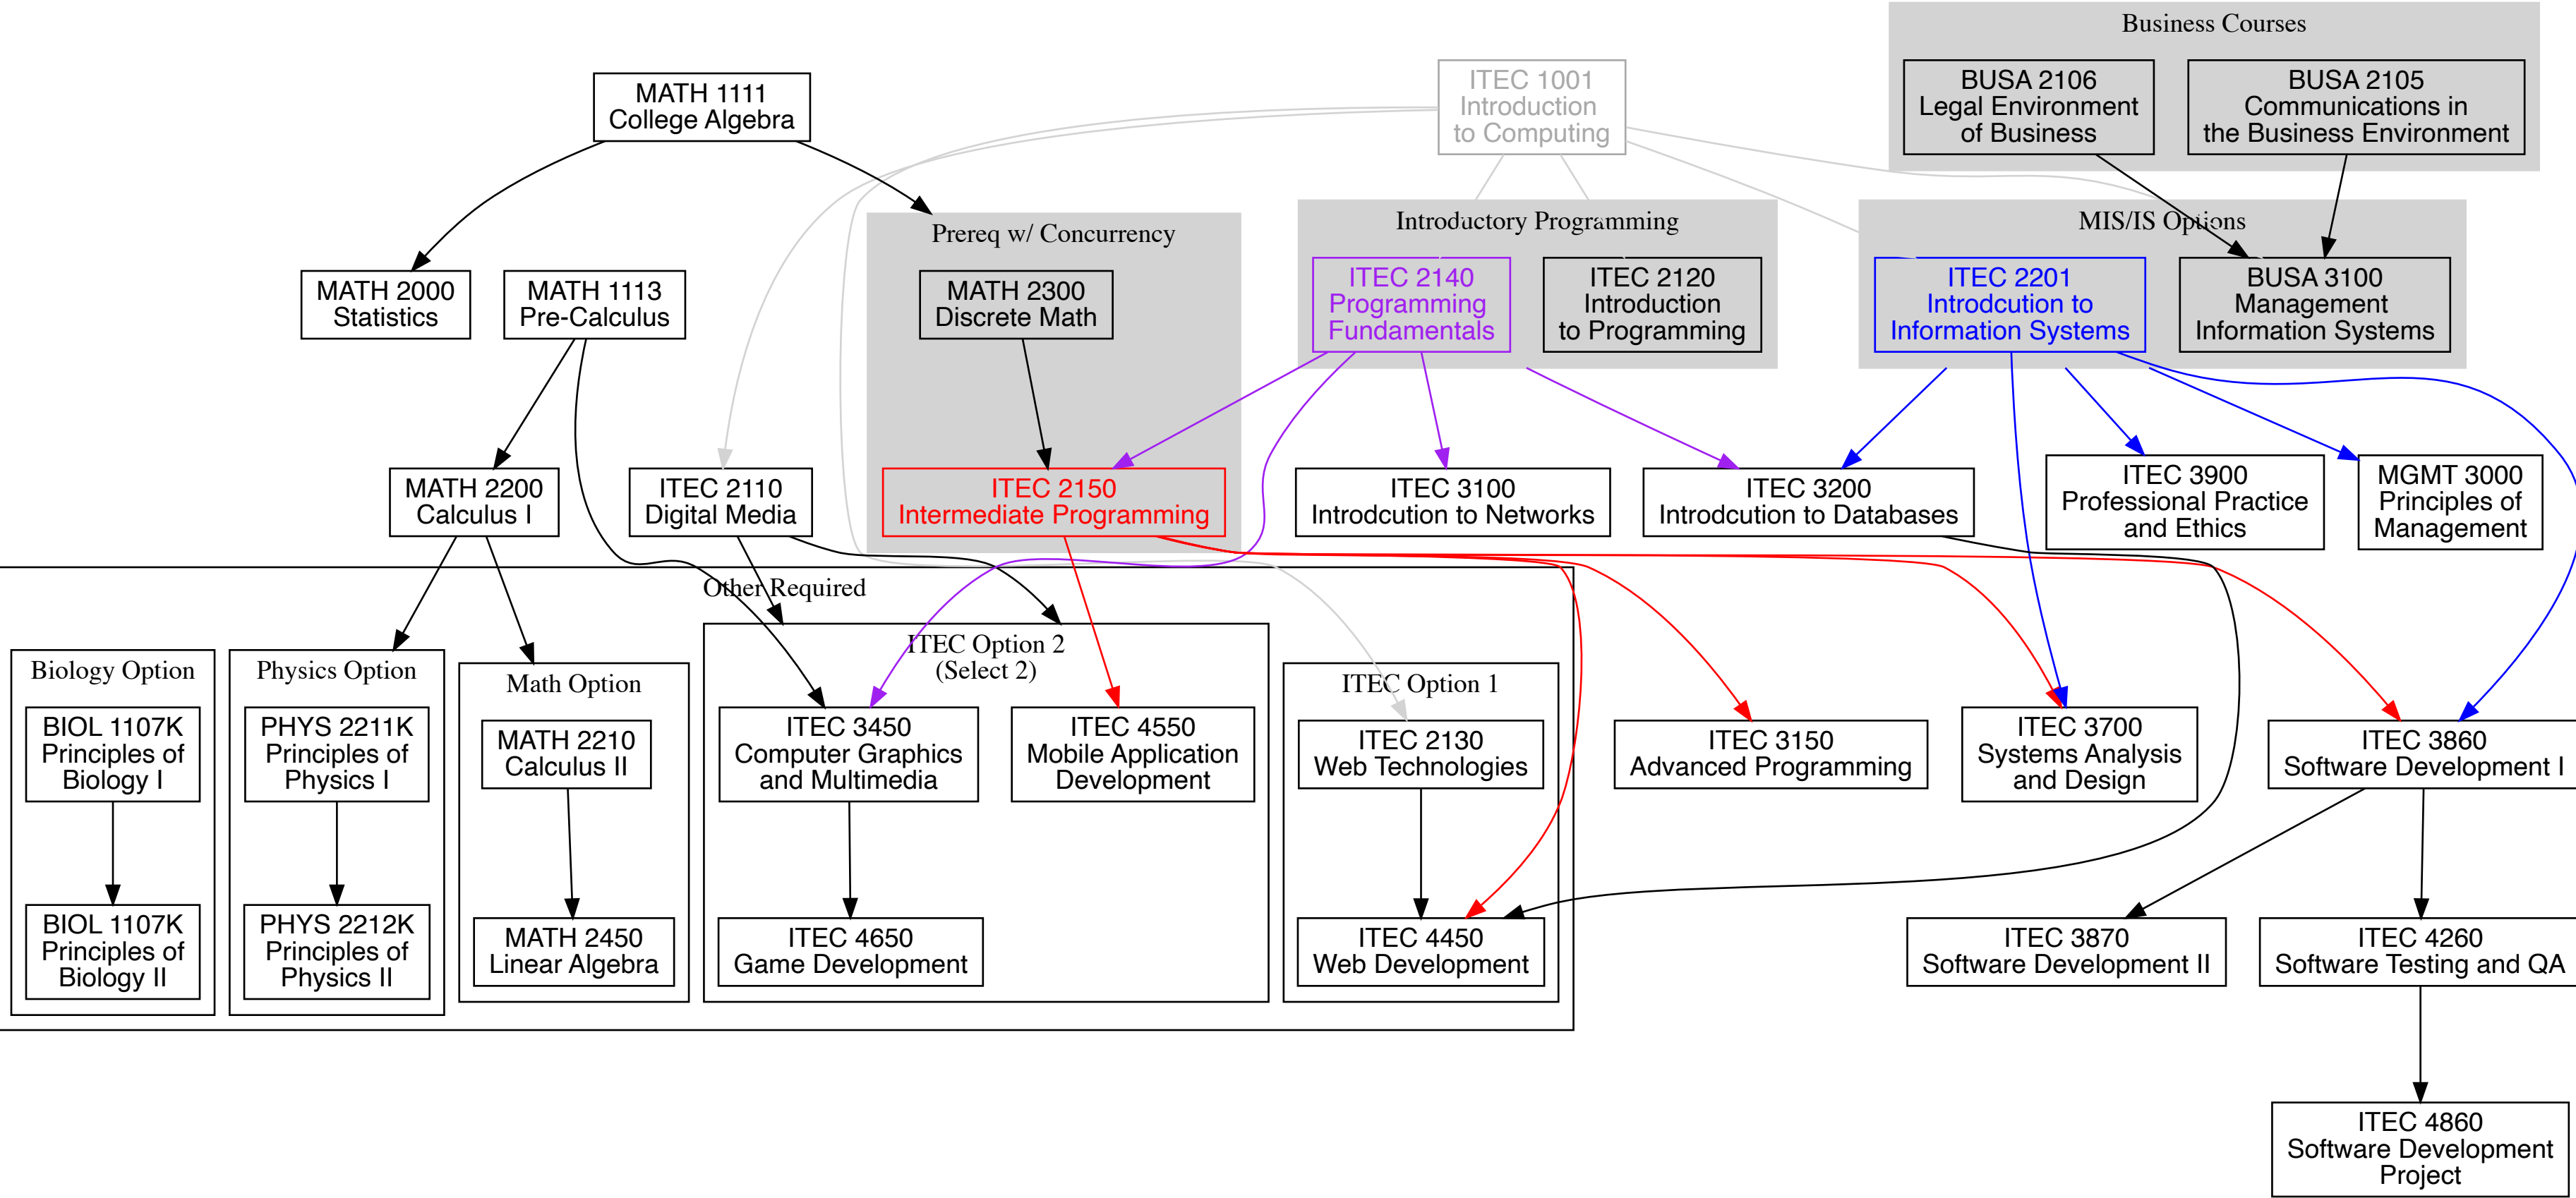 Business Courses
MATH 1111
College Algebra
ITEC 1001
Introduction
to Computing
BUSA 2106
Legal Environment
of Business
BUSA 2105
Communications in
the Business Environment
Prereq w/ Concurrency
Introductory Programming
MIS/IS Options
MATH 2000
Statistics
MATH 1113
Pre-Calculus
MATH 2300
Discrete Math
ITEC 2140
Programming
Fundamentals
ITEC 2120
Introduction
to Programming
ITEC 2201
Introdcution to
Information Systems
BUSA 3100
Management
Information Systems
MATH 2200
Calculus I
ITEC 2110
Digital Media
ITEC 2150
Intermediate Programming
ITEC 3100
Introdcution to Networks
ITEC 3200
Introdcution to Databases
ITEC 3900
Professional Practice
and Ethics
MGMT 3000
Principles of
Management
Other Required
Biology Option
Physics Option
Math Option
ITEC Option 2
(Select 2)
ITEC Option 1
BIOL 1107K
Principles of
Biology I
PHYS 2211K
Principles of
Physics I
MATH 2210
Calculus II
ITEC 3450
Computer Graphics
and Multimedia
ITEC 4550
Mobile Application
Development
ITEC 2130
Web Technologies
ITEC 3150
Advanced Programming
ITEC 3700
Systems Analysis
and Design
ITEC 3860
Software Development I
BIOL 1107K
Principles of
Biology II
PHYS 2212K
Principles of
Physics II
MATH 2450
Linear Algebra
ITEC 4650
Game Development
ITEC 4450
Web Development
ITEC 3870
Software Development II
ITEC 4260
Software Testing and QA
ITEC 4860
Software Development
Project